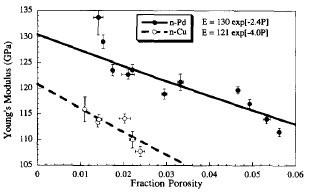 n-Pd E = 130 exp[-2.4P]
n-Cu E = 121 exp[-4.0P]
Young's Modulus (GPa)
135
130
125
120
115
110
105
0 0.01 0.02 0.03 0.04 0.05 0.06
Fraction Porosity